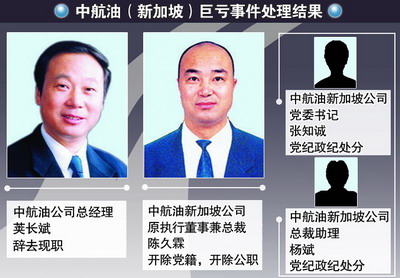 中航油（新加坡）巨亏事件处理结果
中航油公司总经理
荚长斌
辞去现职
中航油新加坡公司
原执行董事兼总裁
陈久霖
开除党籍，开除公职
中航油新加坡公司
党委书记
张知诚
党纪政纪处分
中航油新加坡公司
总裁助理
杨斌
党纪政纪处分